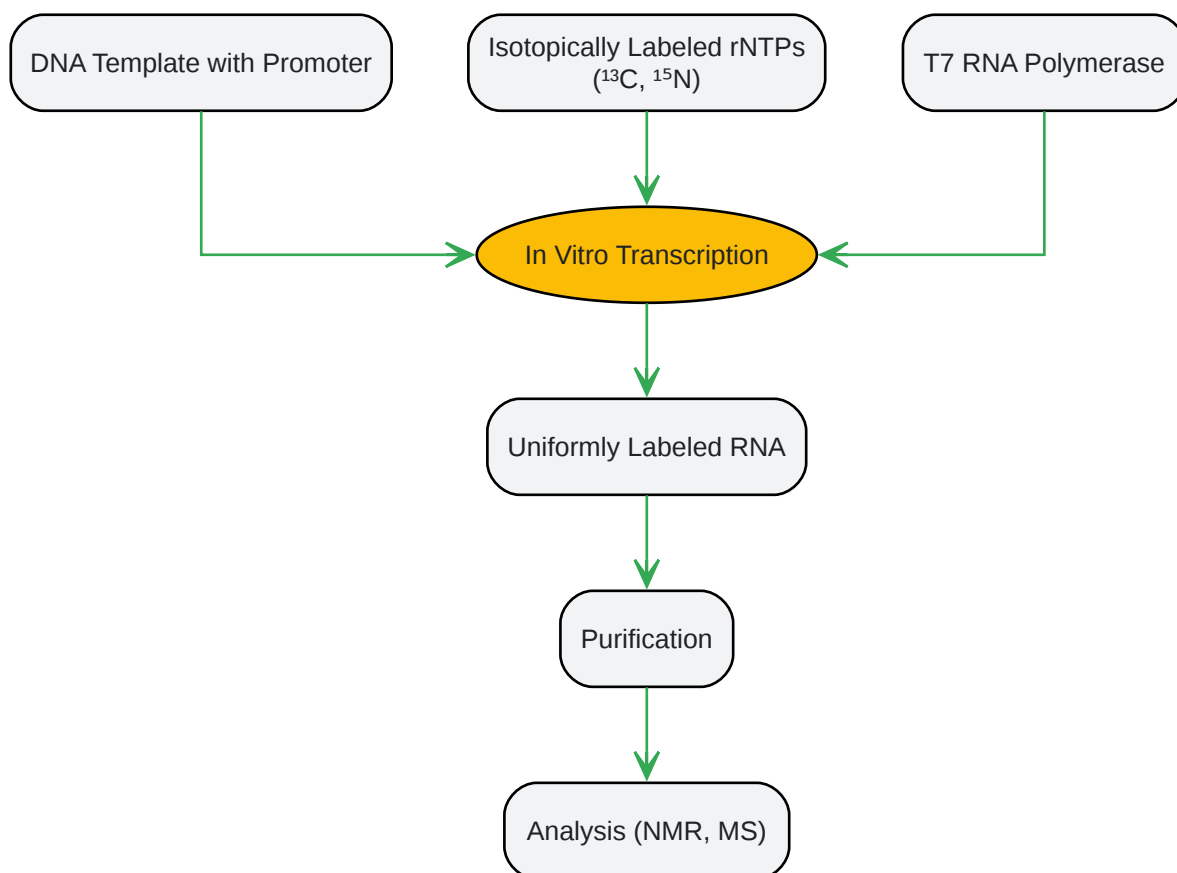 DNA Template with Promoter
Isotopically Labeled rNTPs
(¹³C, ¹⁵N)
T7 RNA Polymerase
In Vitro Transcription
Uniformly Labeled RNA
Purification
Analysis (NMR, MS)